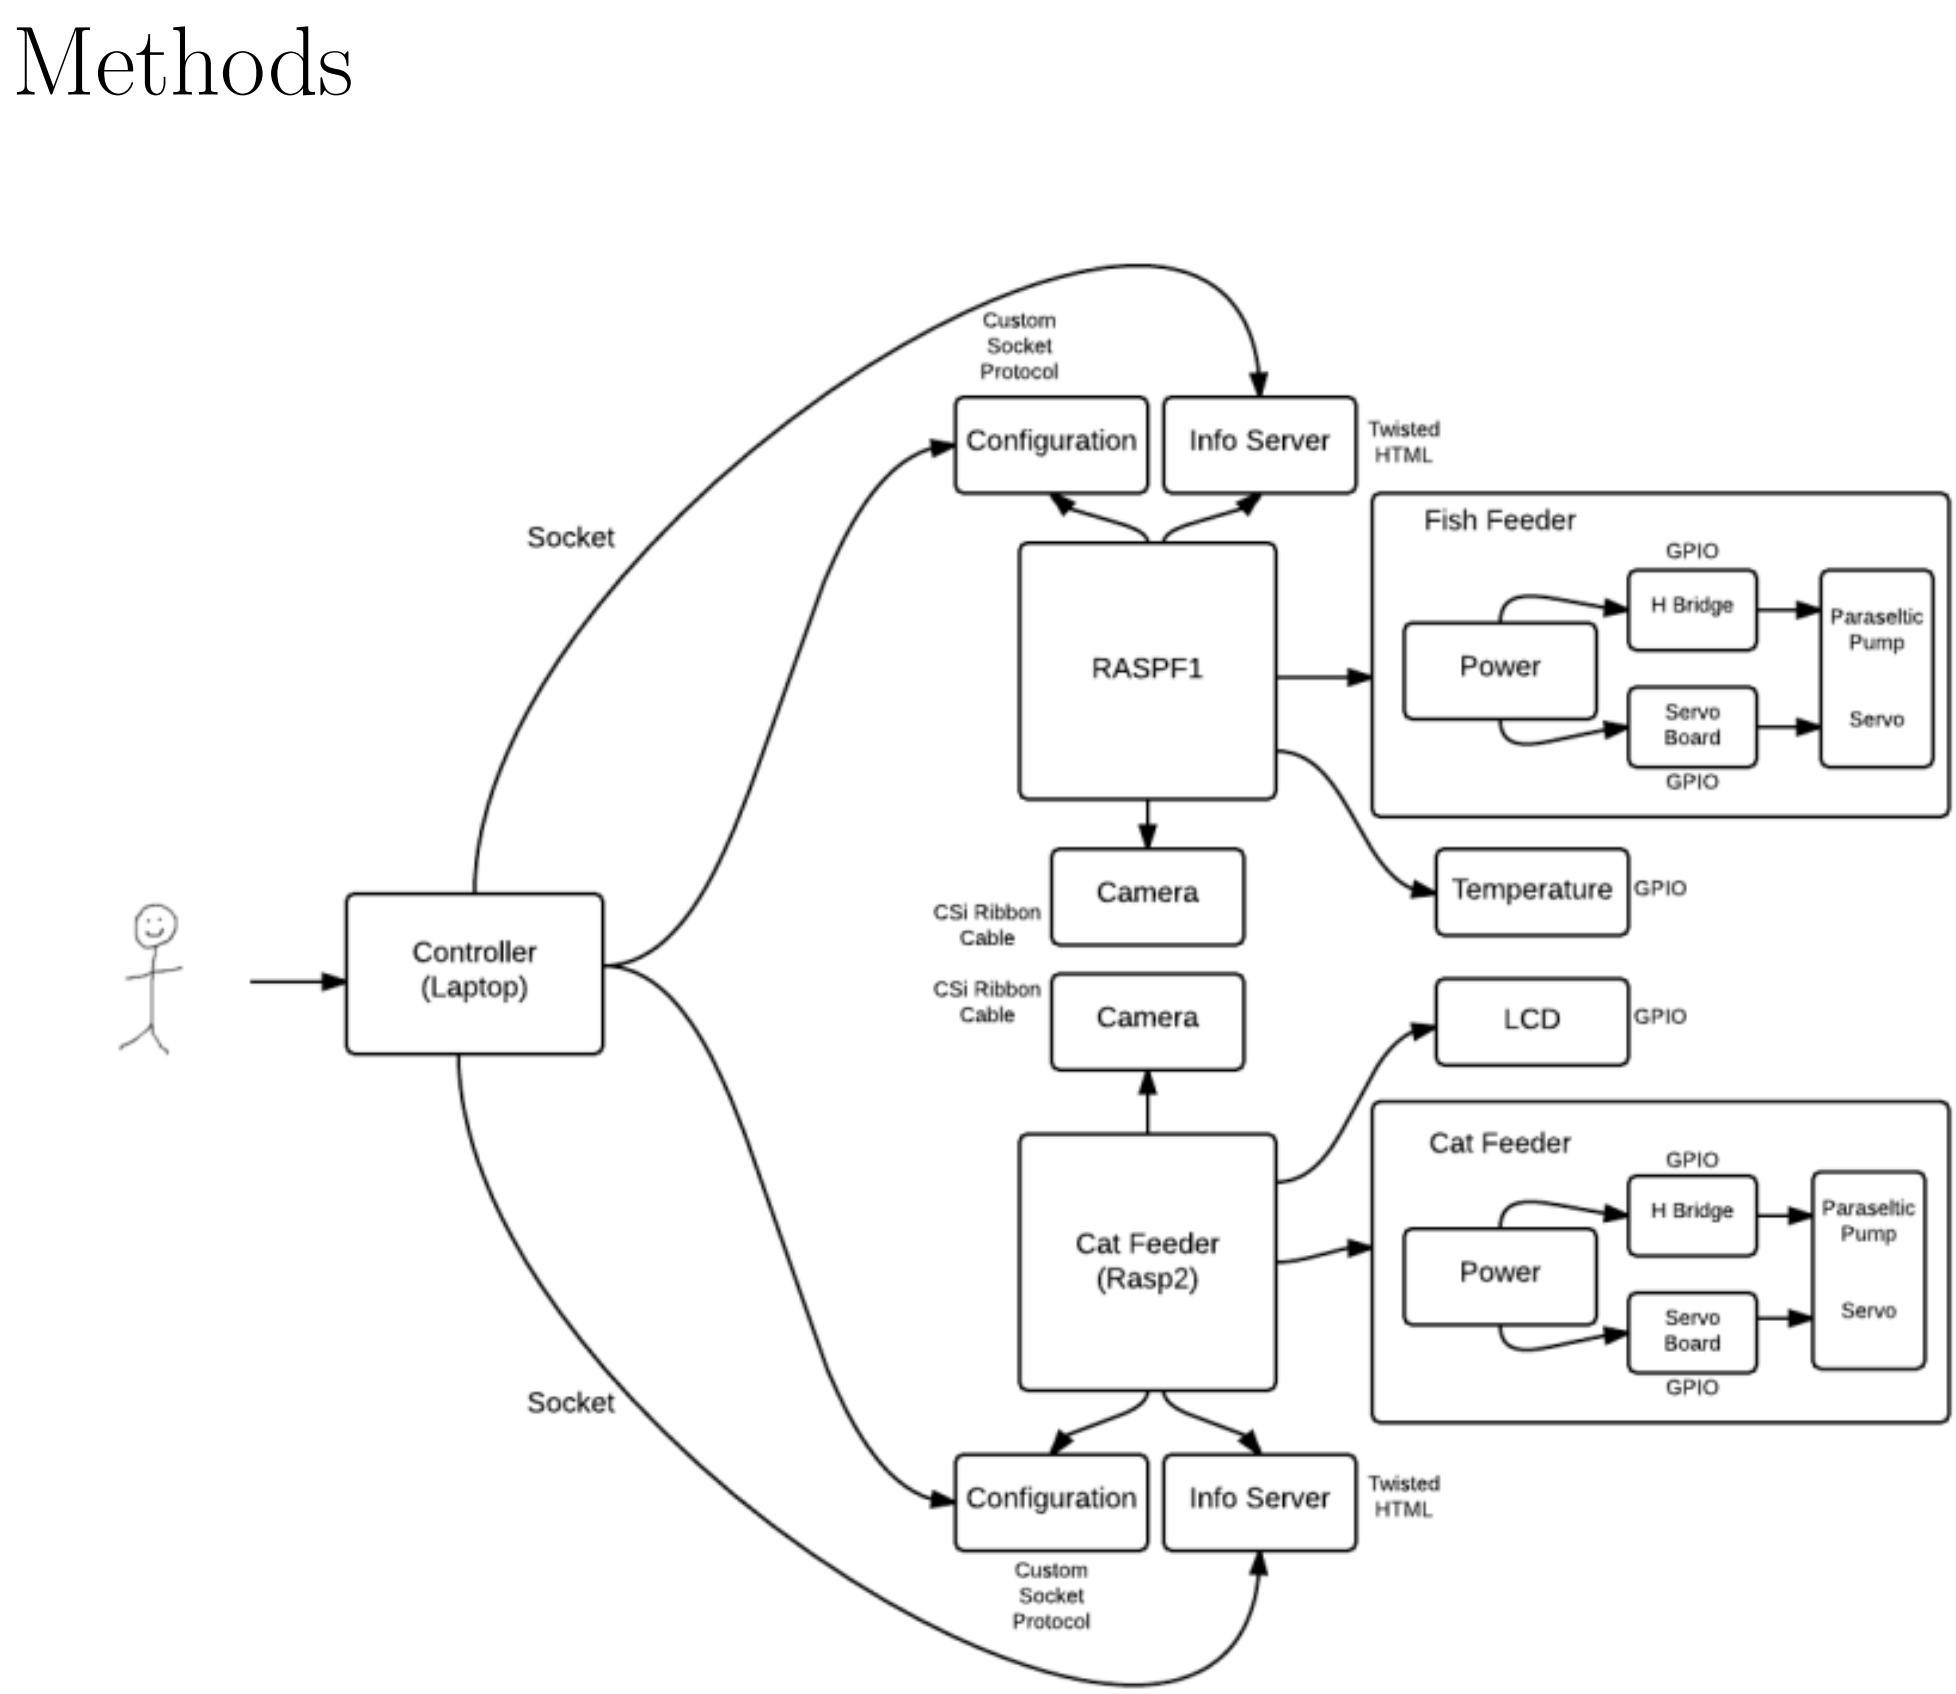 Methods
Custom
Socket
Protocol
Configuration
Info Server
Twisted
HTML
Socket
Fish Feeder
GPIO
H Bridge
Paraseltic
Pump
RASPF1
Power
Servo
Board
Servo
GPIO
Camera
CSi Ribbon
Cable
Temperature
GPIO
Controller
(Laptop)
CSi Ribbon
Cable
Camera
LCD
GPIO
Cat Feeder
GPIO
H Bridge
Paraseltic
Pump
Cat Feeder
(Rasp2)
Power
Servo
Board
Servo
GPIO
Socket
Configuration
Info Server
Twisted
HTML
Custom
Socket
Protocol